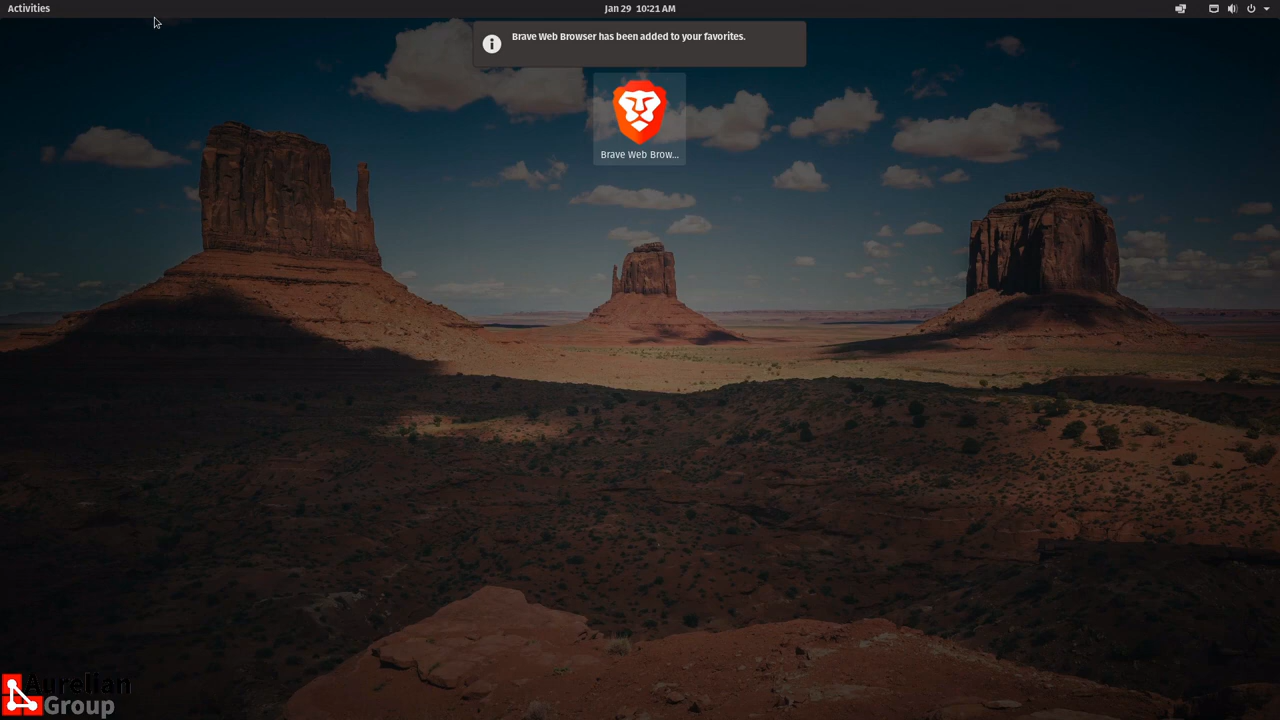 Activities
Jan 29 10:21 AM
Brave Web Browser has been added to your favorites.
Brave Web Brow...
Aurelian
Group